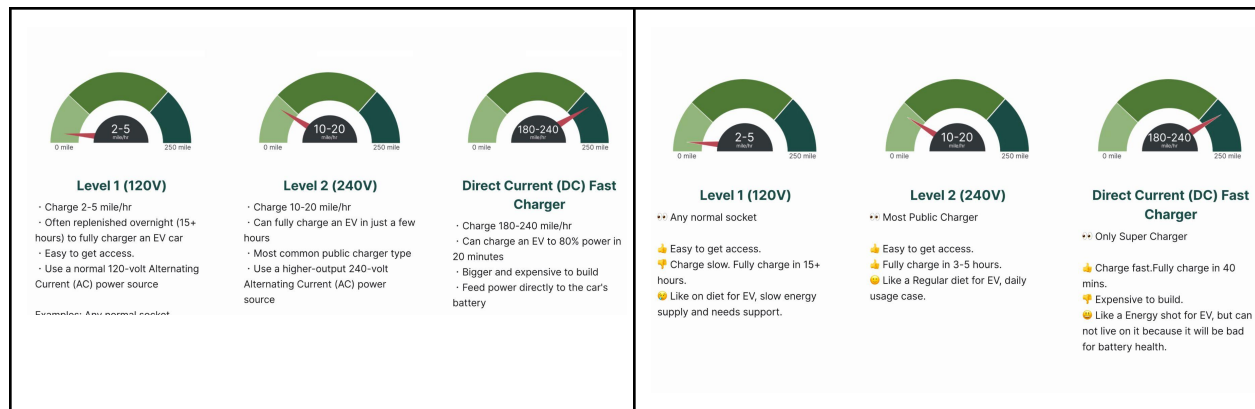 2-5
mile/hr
0 mile
250 mile
Level 1 (120V)
· Charge 2-5 mile/hr
· Often replenished overnight (15+
hours) to fully charger an EV car
· Easy to get access.
· Use a normal 120-volt Alternating
Current (AC) power source
Examples: Any normal socket
10-20
mile/hr
0 mile
250 mile
Level 2 (240V)
· Charge 10-20 mile/hr
· Can fully charge an EV in just a few
hours
· Most common public charger type
· Use a higher-output 240-volt
Alternating Current (AC) power
source
180-240
mile/hr
0 mile
250 mile
Direct Current (DC) Fast
Charger
· Charge 180-240 mile/hr
· Can charge an EV to 80% power in
20 minutes
· Bigger and expensive to build
· Feed power directly to the car's
battery
2-5
mile/hr
0 mile
250 mile
Level 1 (120V)
👀 Any normal socket
👍 Easy to get access.
👎 Charge slow. Fully charge in 15+
hours.
😢 Like on diet for EV, slow energy
supply and needs support.
10-20
mile/hr
0 mile
250 mile
Level 2 (240V)
👀 Most Public Charger
👍 Easy to get access.
👍 Fully charge in 3-5 hours.
😊 Like a Regular diet for EV, daily
usage case.
180-240
mile/hr
0 mile
250 mile
Direct Current (DC) Fast
Charger
👀 Only Super Charger
👍 Charge fast.Fully charge in 40
mins.
👎 Expensive to build.
😀 Like a Energy shot for EV, but can
not live on it because it will be bad
for battery health.